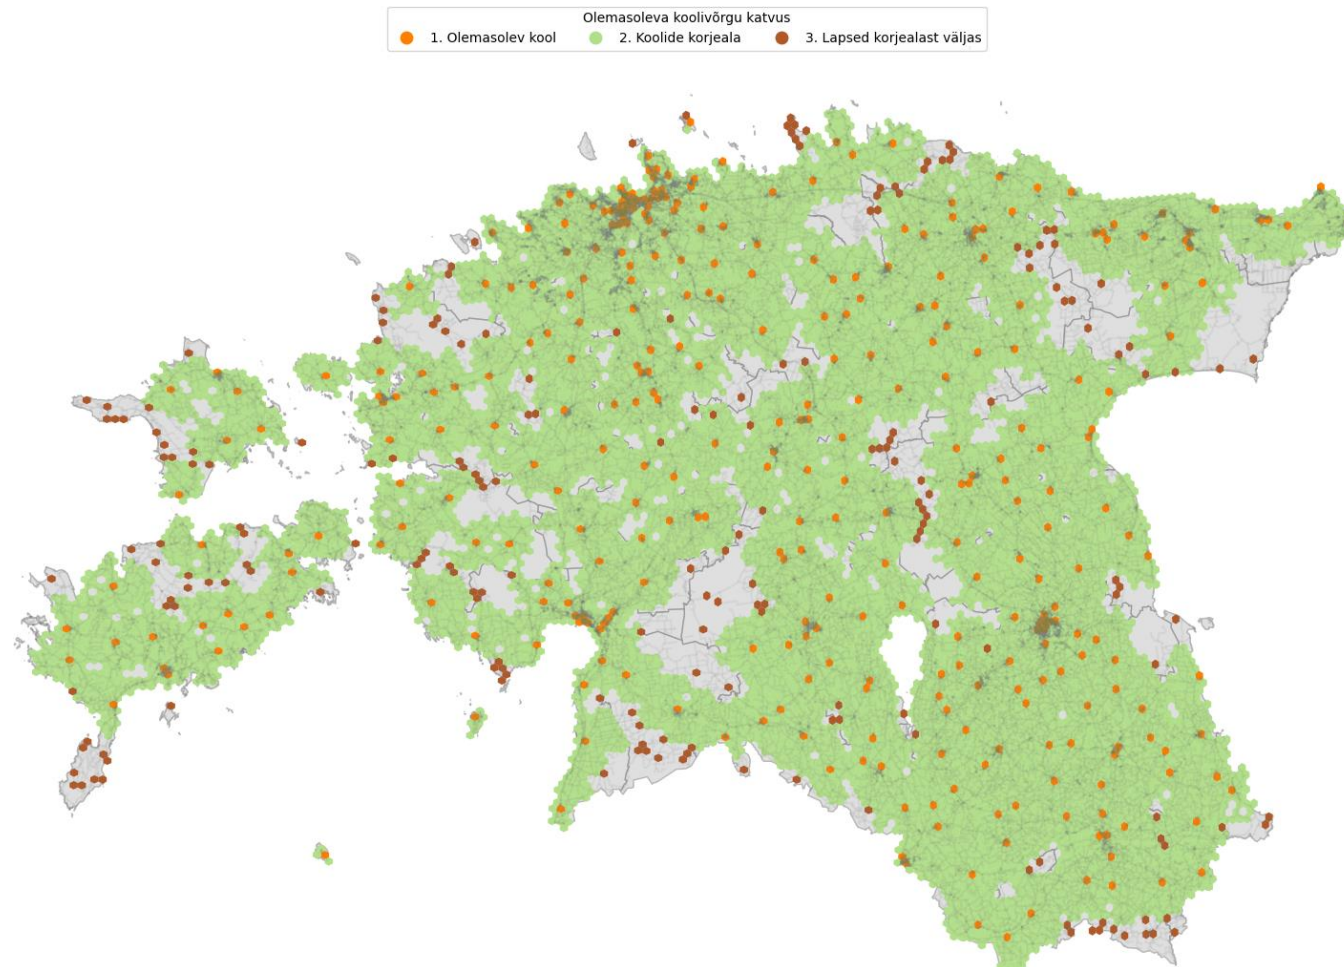 Olemasoleva koolivõrgu katvus
1. Olemasolev kool 2. Koolide korjeala 3. Lapsed korjealast väljas